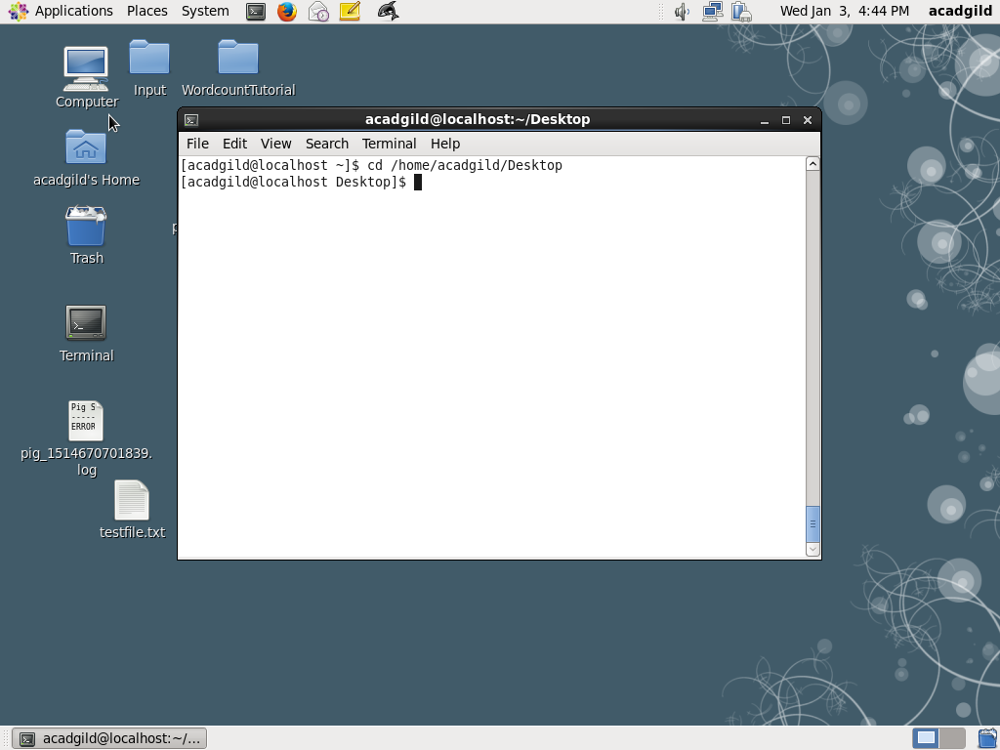 Applications Places System Wed Jan 3, 4:44 PM acadgild
Computer
Input
WordcountTutorial
acadgild's Home
Trash
Terminal
Pig S
-----
ERROR
pig_1514670701839.
log
testfile.txt
acadgild@localhost:~/Desktop
File Edit View Search Terminal Help
[acadgild@localhost ~]$ cd /home/acadgild/Desktop
[acadgild@localhost Desktop]$
acadgild@localhost:~/...